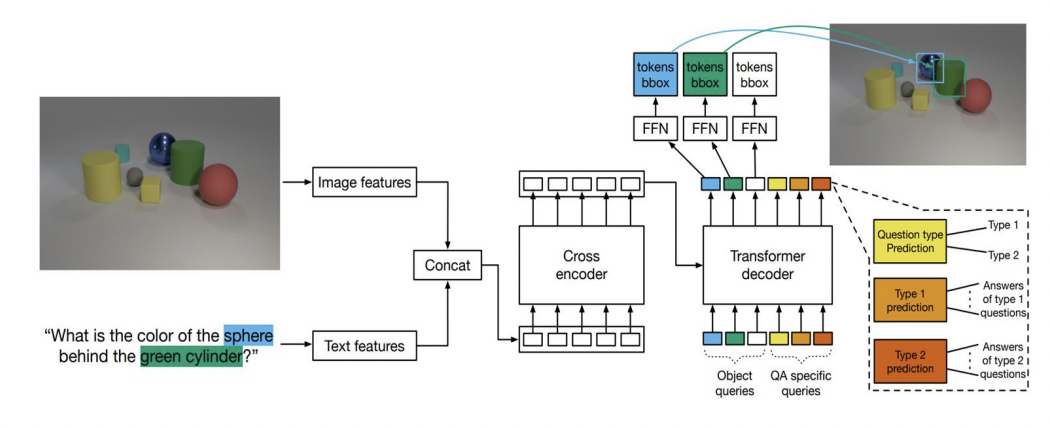 “What is the color of the sphere
behind the green cylinder?”
Image features
Text features
Concat
Cross
encoder
tokens
bbox
tokens
bbox
tokens
bbox
FFN
FFN
FFN
Transformer
decoder
Object
queries
QA specific
queries
Question type
Prediction
Type 1
Type 2
Type 1
prediction
Answers
of type 1
questions
Type 2
prediction
Answers
of type 2
questions